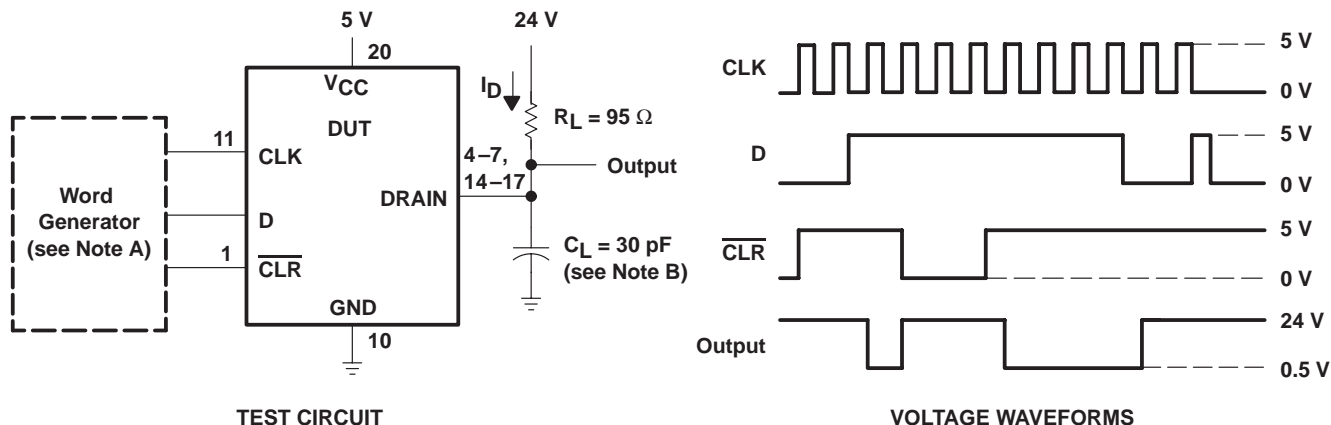 5 V
24 V
20
VCC
DUT
ID
RL = 95 Ω
11
CLK
4–7,
14–17
Output
DRAIN
Word
Generator
(see Note A)
D
1
CLR
CL = 30 pF
(see Note B)
GND
10
TEST CIRCUIT
CLK
5 V
0 V
D
5 V
0 V
CLR
5 V
0 V
Output
24 V
0.5 V
VOLTAGE WAVEFORMS